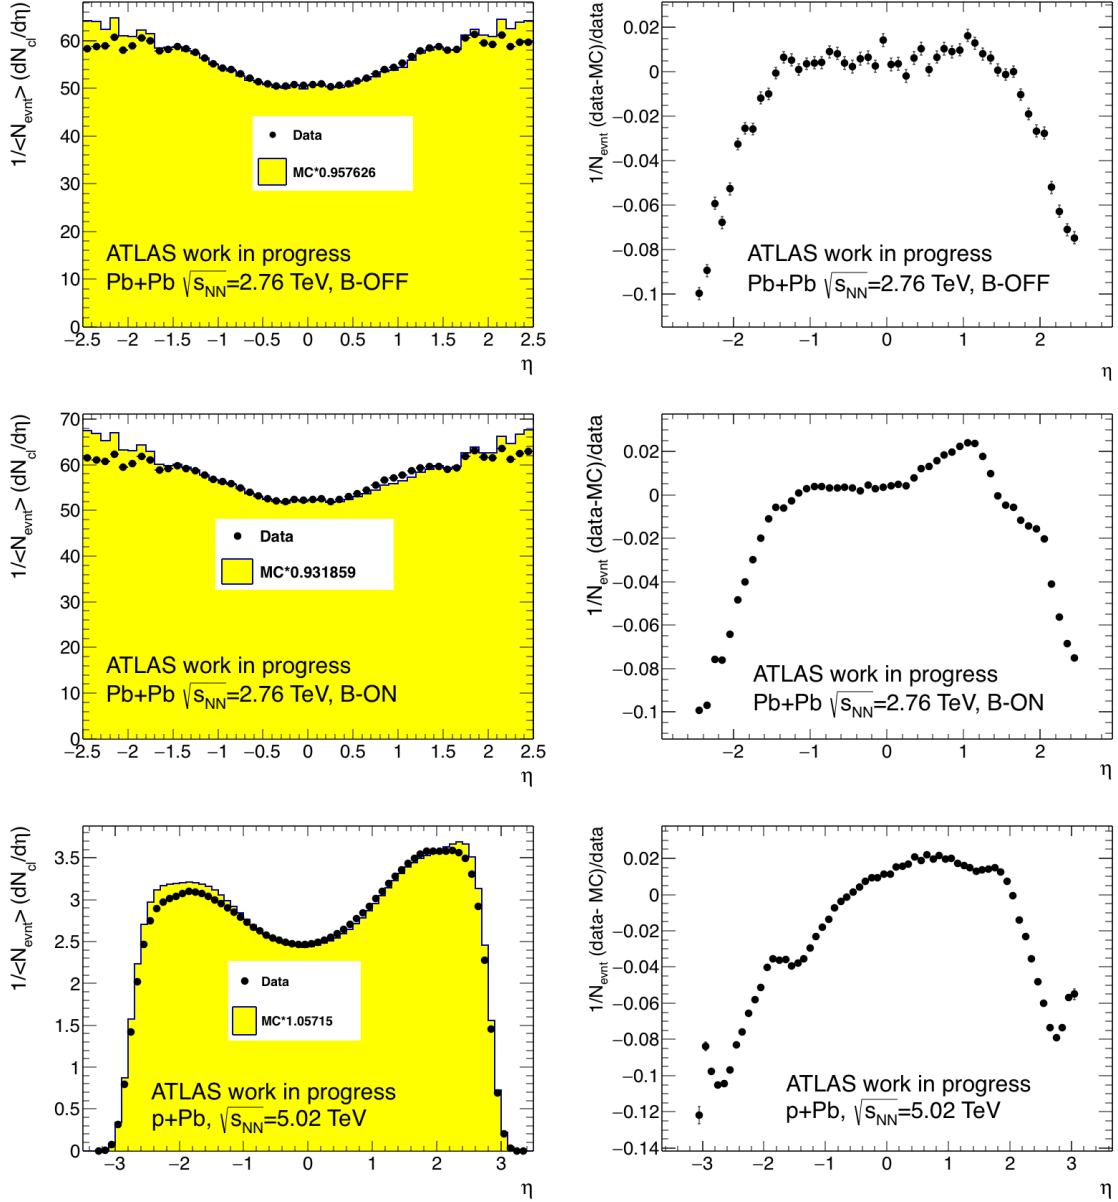 1/<N_evnt> (dN_cl/dη)
60
50
40
30
20
10
0
Data
MC*0.957626
ATLAS work in progress
Pb+Pb √s_NN=2.76 TeV, B-OFF
−2.5 −2 −1.5 −1 −0.5 0 0.5 1 1.5 2 2.5
η
1/N_evnt (data-MC)/data
0.02
0
−0.02
−0.04
−0.06
−0.08
−0.1
ATLAS work in progress
Pb+Pb √s_NN=2.76 TeV, B-OFF
−2 −1 0 1 2
η
1/<N_evnt> (dN_cl/dη)
70
60
50
40
30
20
10
0
Data
MC*0.931859
ATLAS work in progress
Pb+Pb √s_NN=2.76 TeV, B-ON
−2.5 −2 −1.5 −1 −0.5 0 0.5 1 1.5 2 2.5
η
1/N_evnt (data-MC)/data
0.02
0
−0.02
−0.04
−0.06
−0.08
−0.1
ATLAS work in progress
Pb+Pb √s_NN=2.76 TeV, B-ON
−2 −1 0 1 2
η
1/<N_evnt> (dN_cl/dη)
3.5
3
2.5
2
1.5
1
0.5
0
Data
MC*1.05715
ATLAS work in progress
p+Pb, √s_NN=5.02 TeV
−3 −2 −1 0 1 2 3
η
1/N_evnt (data- MC)/data
0.02
0
−0.02
−0.04
−0.06
−0.08
−0.1
−0.12
−0.14
ATLAS work in progress
p+Pb, √s_NN=5.02 TeV
−3 −2 −1 0 1 2 3
η